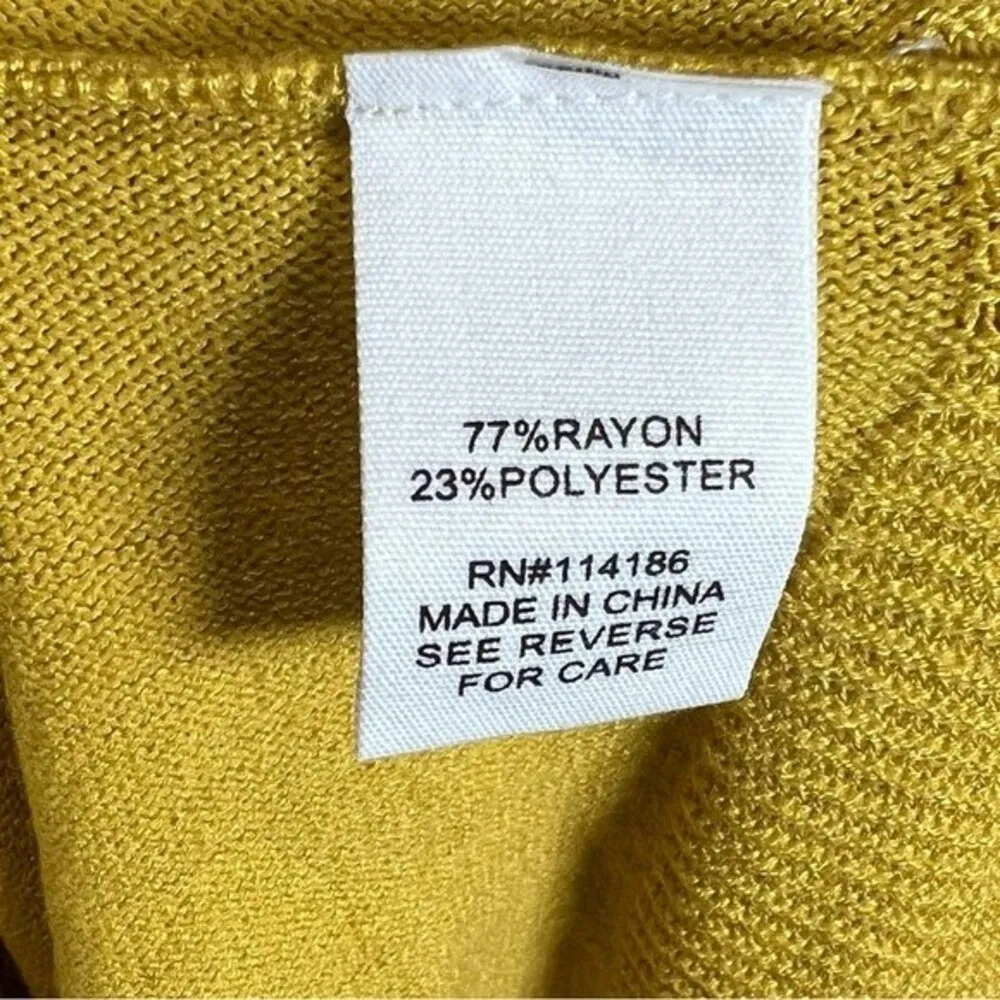 77%RAYON
23%POLYESTER
RN#114186
MADE IN CHINA
SEE REVERSE
FOR CARE